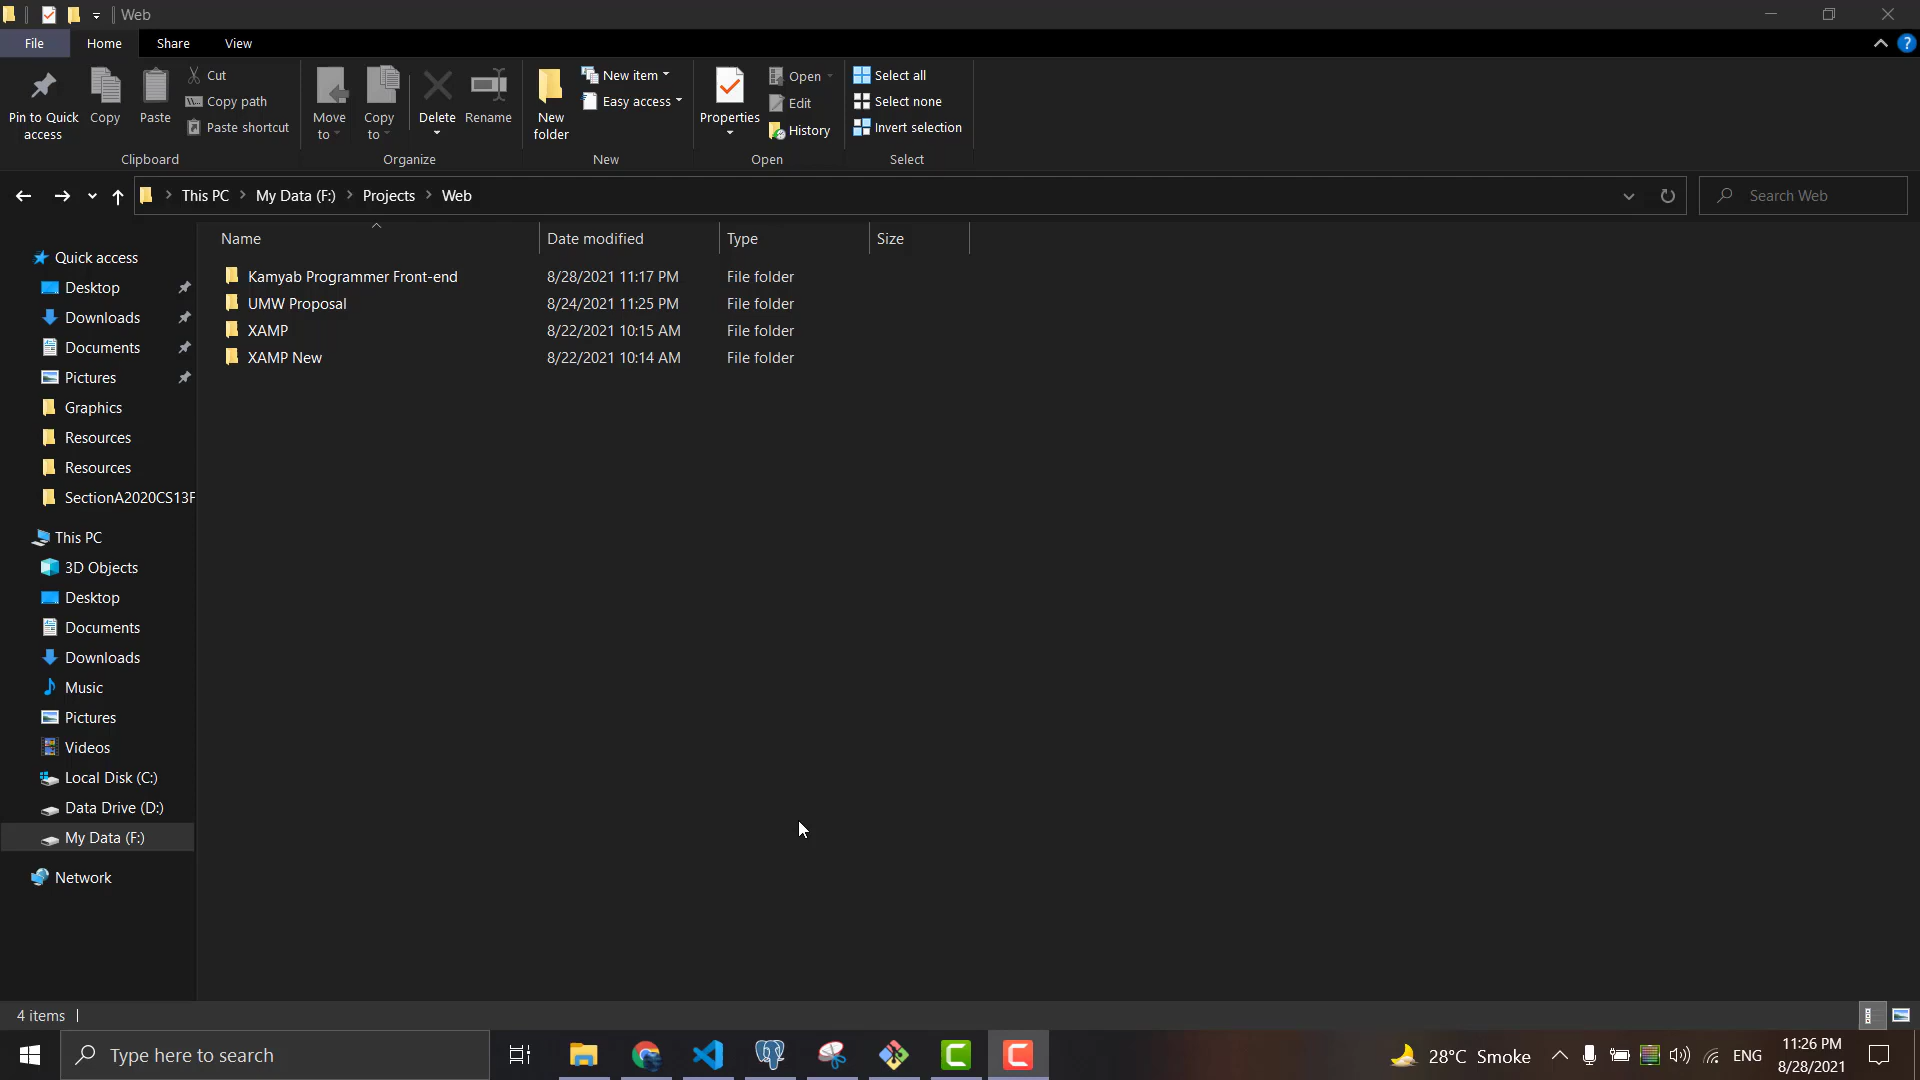 Web
File Home Share View
Pin to Quick access
Copy
Paste
Cut
Copy path
Paste shortcut
Clipboard
Move to
Copy to
Delete
Rename
Organize
New folder
New item
Easy access
New
Properties
Open
Edit
History
Open
Select all
Select none
Invert selection
Select
This PC > My Data (F:) > Projects > Web
Search Web
Name Date modified Type Size
Kamyab Programmer Front-end 8/28/2021 11:17 PM File folder
UMW Proposal 8/24/2021 11:25 PM File folder
XAMP 8/22/2021 10:15 AM File folder
XAMP New 8/22/2021 10:14 AM File folder
Quick access
Desktop
Downloads
Documents
Pictures
Graphics
Resources
Resources
SectionA2020CS13F
This PC
3D Objects
Desktop
Documents
Downloads
Music
Pictures
Videos
Local Disk (C:)
Data Drive (D:)
My Data (F:)
Network
4 items
Type here to search
28°C Smoke
ENG
11:26 PM
8/28/2021